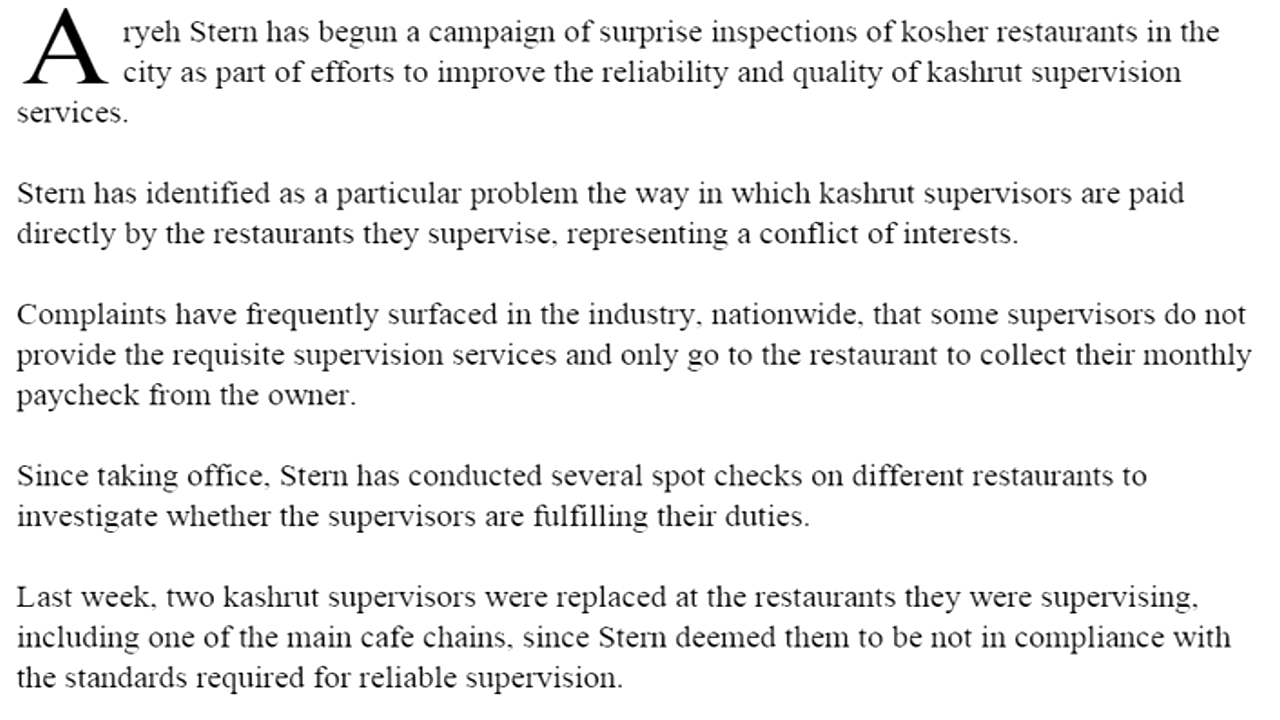 Aryeh Stern has begun a campaign of surprise inspections of kosher restaurants in the
city as part of efforts to improve the reliability and quality of kashrut supervision
services.
Stern has identified as a particular problem the way in which kashrut supervisors are paid
directly by the restaurants they supervise, representing a conflict of interests.
Complaints have frequently surfaced in the industry, nationwide, that some supervisors do not
provide the requisite supervision services and only go to the restaurant to collect their monthly
paycheck from the owner.
Since taking office, Stern has conducted several spot checks on different restaurants to
investigate whether the supervisors are fulfilling their duties.
Last week, two kashrut supervisors were replaced at the restaurants they were supervising,
including one of the main cafe chains, since Stern deemed them to be not in compliance with
the standards required for reliable supervision.